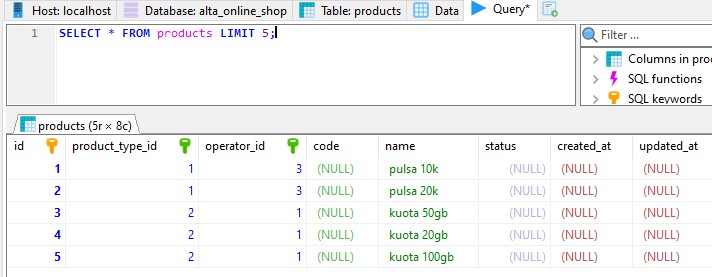 Host: localhost Database: alta_online_shop Table: products Data Query*
1 SELECT * FROM products LIMIT 5;
Filter ...
Columns in proc
SQL functions
SQL keywords
products (5r × 8c)
id product_type_id operator_id code name status created_at updated_at
1 1 3 (NULL) pulsa 10k (NULL) (NULL) (NULL)
2 1 3 (NULL) pulsa 20k (NULL) (NULL) (NULL)
3 2 1 (NULL) kuota 50gb (NULL) (NULL) (NULL)
4 2 1 (NULL) kuota 20gb (NULL) (NULL) (NULL)
5 2 1 (NULL) kuota 100gb (NULL) (NULL) (NULL)